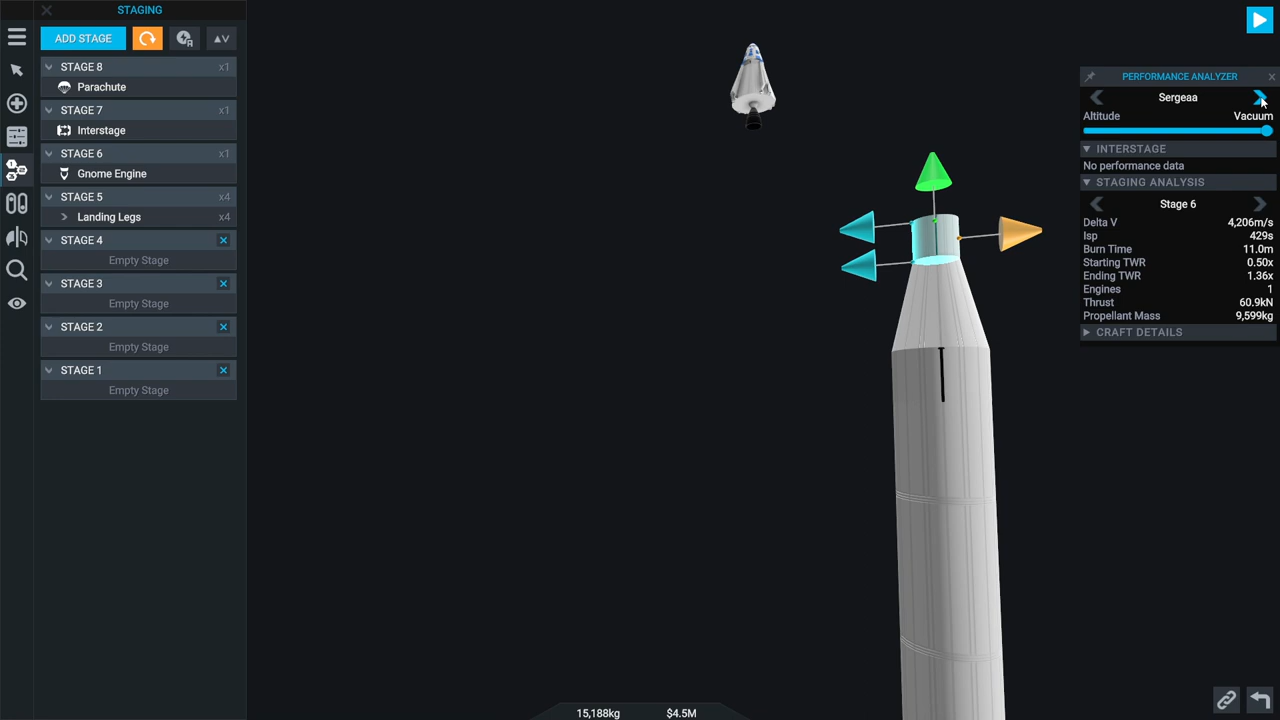 STAGING
ADD STAGE
STAGE 8 x1
Parachute
STAGE 7 x1
Interstage
STAGE 6 x1
Gnome Engine
STAGE 5 x4
Landing Legs x4
STAGE 4
Empty Stage
STAGE 3
Empty Stage
STAGE 2
Empty Stage
STAGE 1
Empty Stage
PERFORMANCE ANALYZER
Sergeaa
Altitude Vacuum
INTERSTAGE
No performance data
STAGING ANALYSIS
Stage 6
Delta V 4,206m/s
Isp 429s
Burn Time 11.0m
Starting TWR 0.50x
Ending TWR 1.36x
Engines 1
Thrust 60.9kN
Propellant Mass 9,599kg
CRAFT DETAILS
15,188kg $4.5M